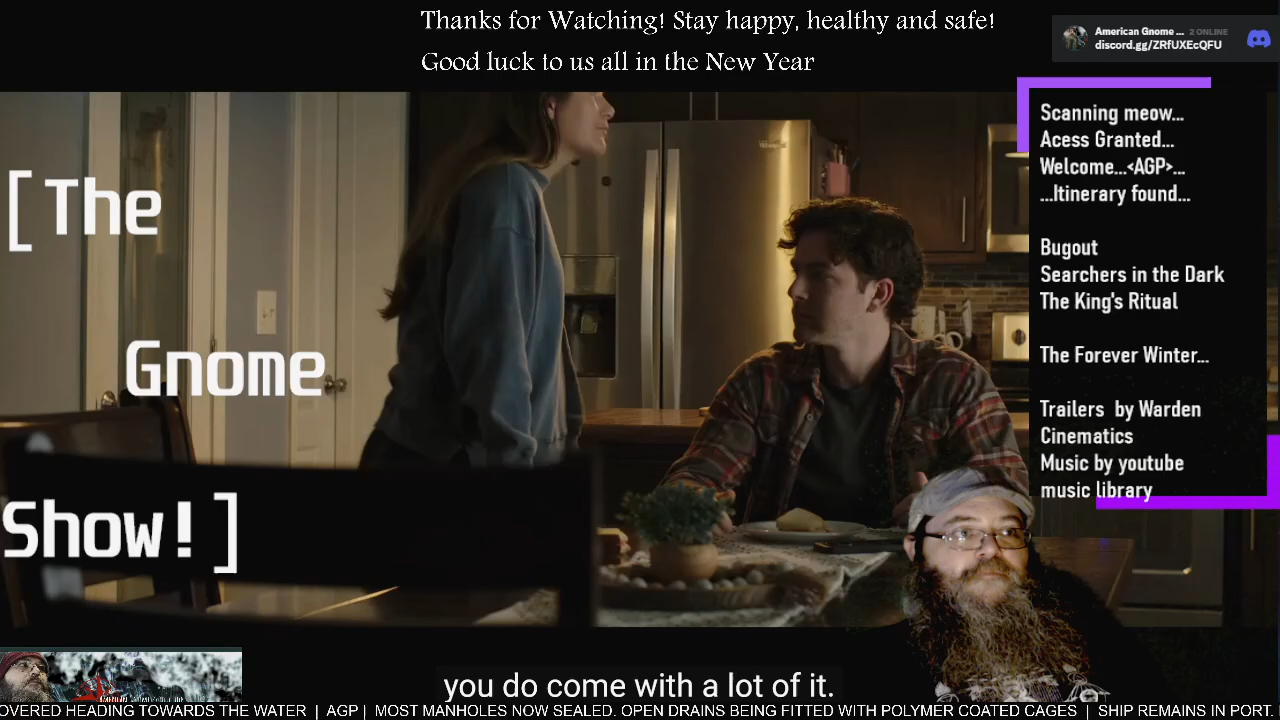 Thanks for Watching! Stay happy, healthy and safe!
Good luck to us all in the New Year
American Gnome ... 2 ONLINE
discord.gg/ZRfUXEcQFU
[The
Gnome
Show!]
Scanning meow...
Acess Granted...
Welcome...<AGP>...
...Itinerary found...
Bugout
Searchers in the Dark
The King's Ritual
The Forever Winter...
Trailers by Warden
Cinematics
Music by youtube
music library
you do come with a lot of it.
OVERED HEADING TOWARDS THE WATER | AGP | MOST MANHOLES NOW SEALED. OPEN DRAINS BEING FITTED WITH POLYMER COATED CAGES | SHIP REMAINS IN PORT.